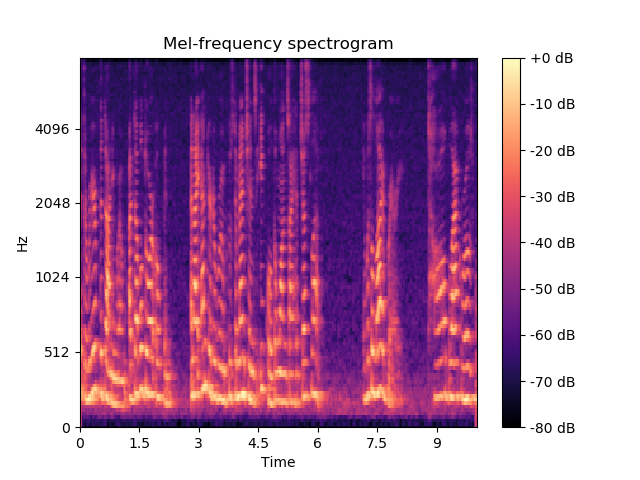 Mel-frequency spectrogram
+0 dB
-10 dB
-20 dB
-30 dB
-40 dB
-50 dB
-60 dB
-70 dB
-80 dB
Hz
4096
2048
1024
512
0
0 1.5 3 4.5 6 7.5 9
Time